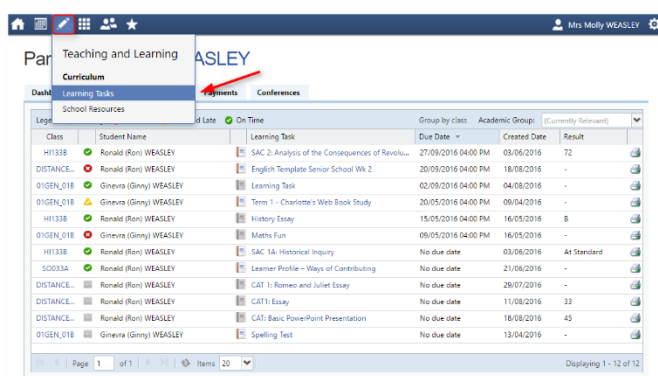 Mrs Molly WEASLEY
Par
ASLEY
Teaching and Learning
Curriculum
Learning Tasks
School Resources
Dashb
Payments Conferences
Lege d Late On Time Group by class Academic Group: (Currently Relevant)
Class Student Name Learning Task Due Date Created Date Result
HI133B Ronald (Ron) WEASLEY SAC 2: Analysis of the Consequences of Revolu... 27/09/2016 04:00 PM 03/06/2016 72
DISTANCE... Ronald (Ron) WEASLEY English Template Senior School Wk 2 20/09/2016 04:00 PM 18/08/2016 -
01GEN_01B Ginevra (Ginny) WEASLEY Learning Task 02/09/2016 04:00 PM 04/08/2016 -
01GEN_01B Ginevra (Ginny) WEASLEY Term 1 - Charlotte's Web Book Study 20/05/2016 04:00 PM 09/04/2016 -
HI133B Ronald (Ron) WEASLEY History Essay 15/05/2016 04:00 PM 16/05/2016 B
01GEN_01B Ginevra (Ginny) WEASLEY Maths Fun 09/05/2016 04:00 PM 16/05/2016 -
HI133B Ronald (Ron) WEASLEY SAC 1A: Historical Inquiry No due date 03/06/2016 At Standard
SO033A Ronald (Ron) WEASLEY Learner Profile – Ways of Contributing No due date 21/06/2016 -
DISTANCE... Ronald (Ron) WEASLEY CAT 1: Romeo and Juliet Essay No due date 29/07/2016 -
DISTANCE... Ronald (Ron) WEASLEY CAT1: Essay No due date 11/08/2016 33
DISTANCE... Ronald (Ron) WEASLEY CAT: Basic PowerPoint Presentation No due date 18/08/2016 45
01GEN_01B Ginevra (Ginny) WEASLEY Spelling Test No due date 13/04/2016 -
Page 1 of 1 Items 20 Displaying 1 - 12 of 12